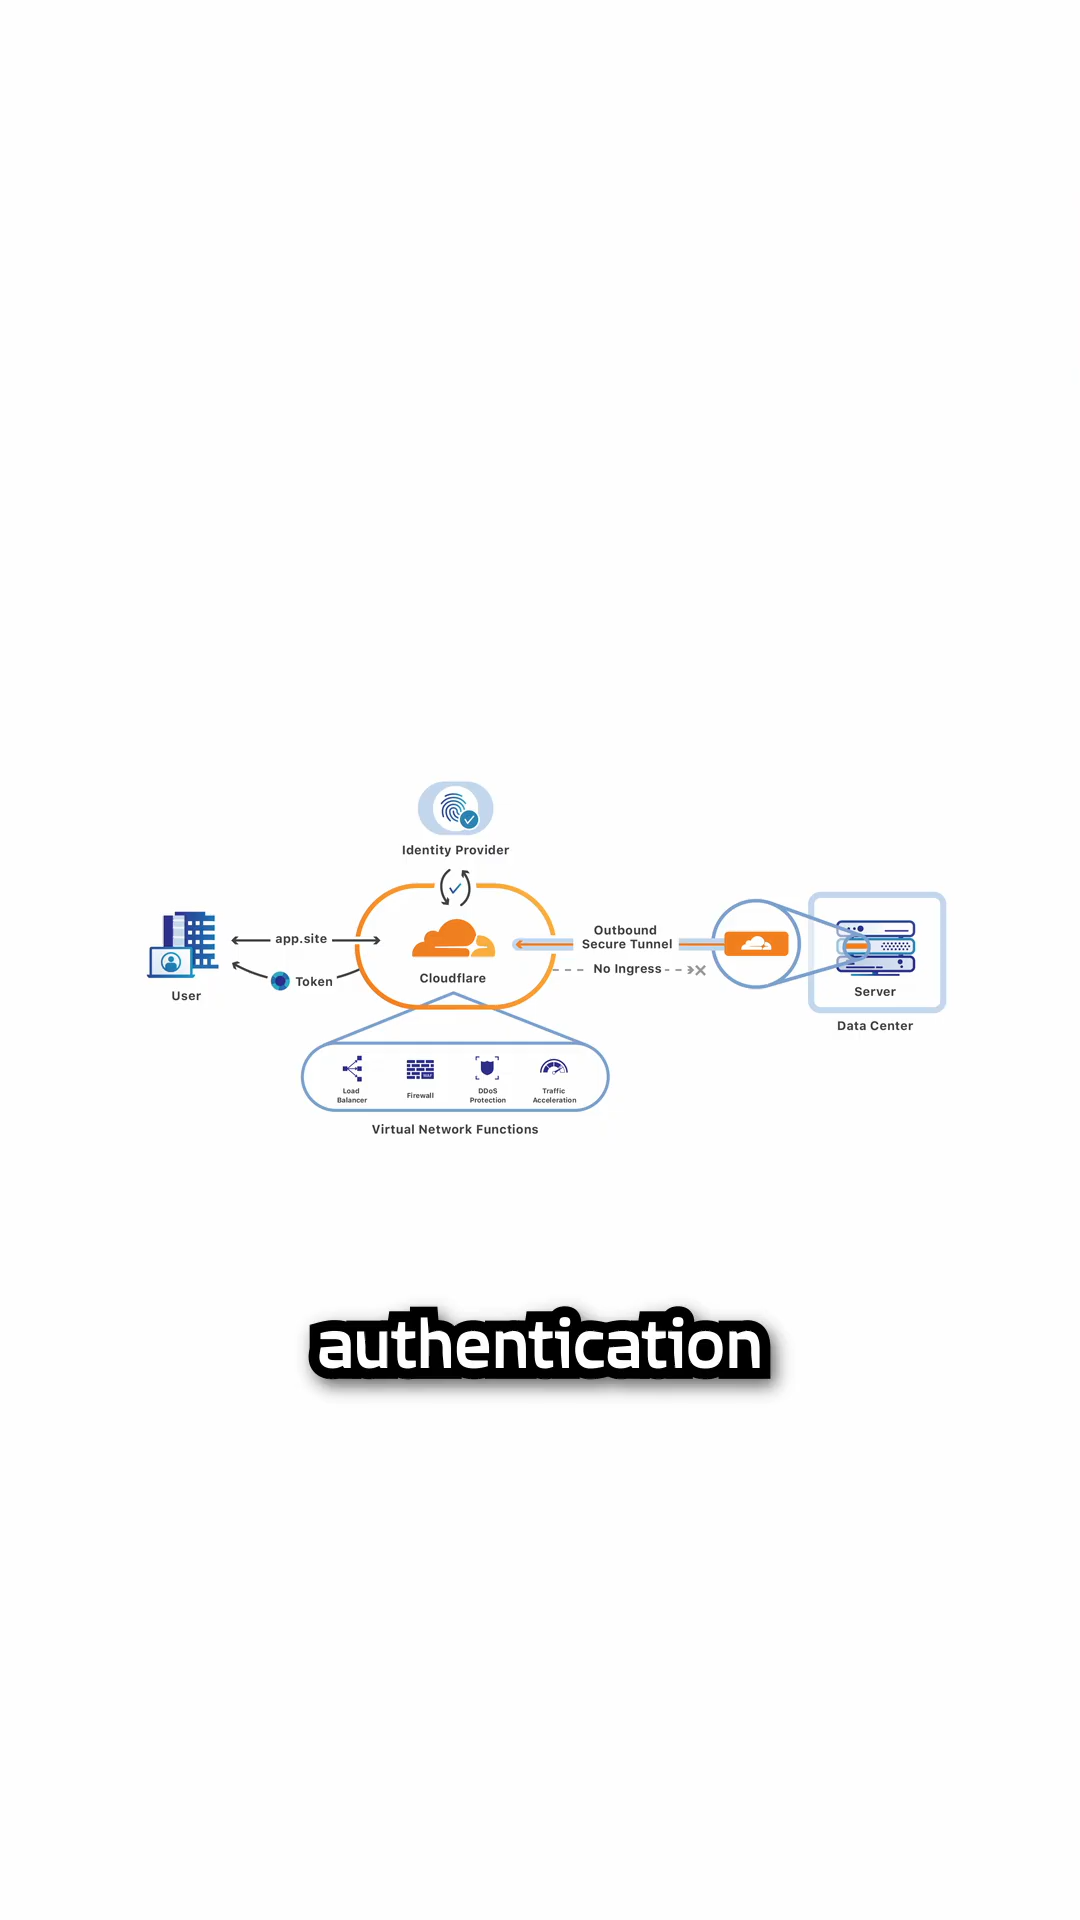 Identity Provider
app.site
Token
User
Cloudflare
Outbound
Secure Tunnel
No Ingress
Server
Data Center
Load
Balancer
Firewall
DDoS
Protection
Traffic
Acceleration
Virtual Network Functions
authentication